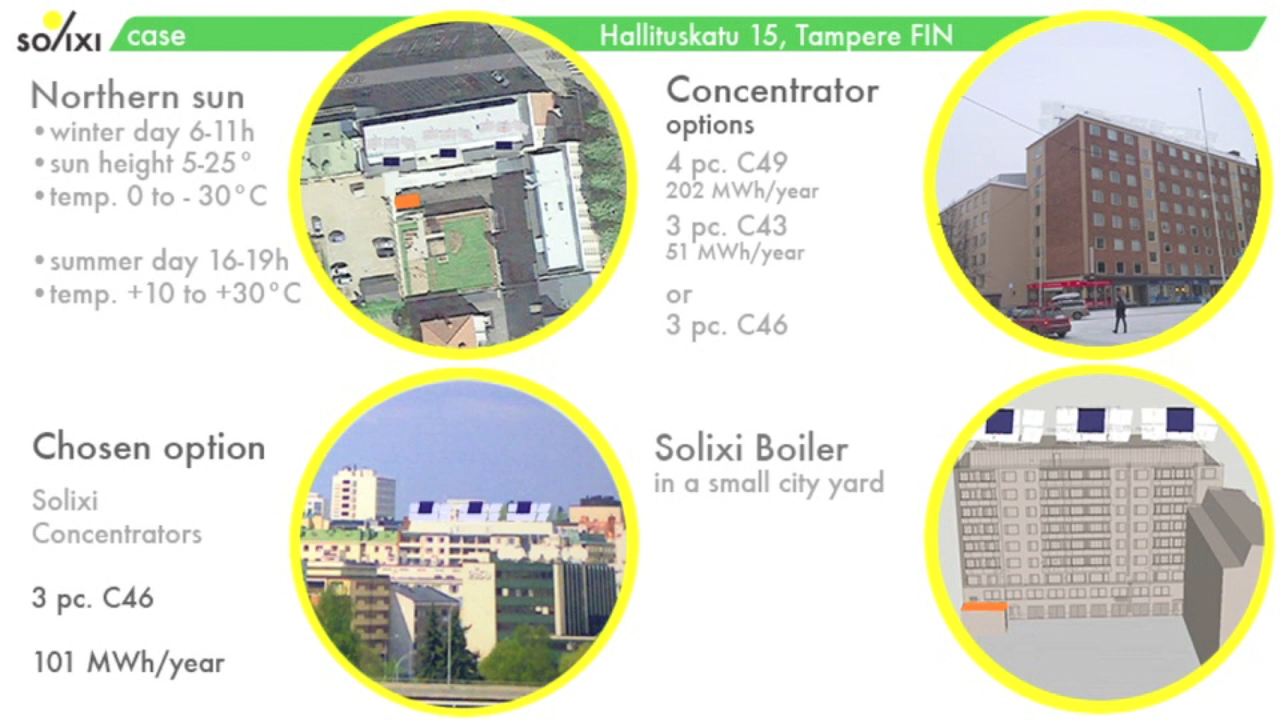 solixi case
Hallituskatu 15, Tampere FIN
Northern sun
•winter day 6-11h
•sun height 5-25°
•temp. 0 to - 30°C
•summer day 16-19h
•temp. +10 to +30°C
Concentrator
options
4 pc. C49
202 MWh/year
3 pc. C43
51 MWh/year
or
3 pc. C46
Chosen option
Solixi
Concentrators
3 pc. C46
101 MWh/year
Solixi Boiler
in a small city yard